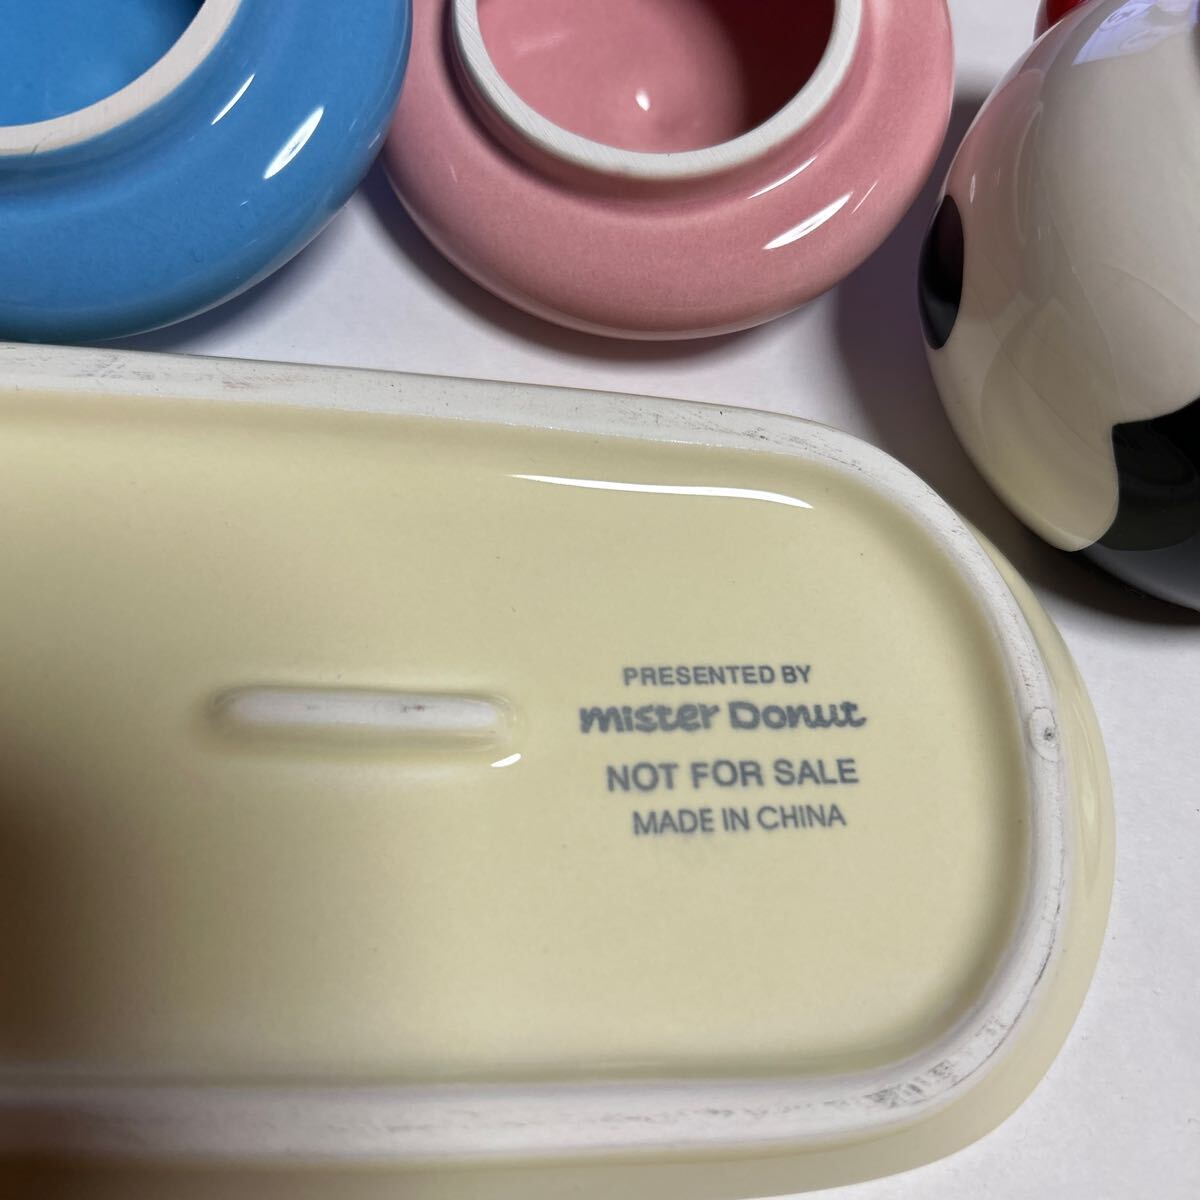 PRESENTED BY
mister Donut
NOT FOR SALE
MADE IN CHINA